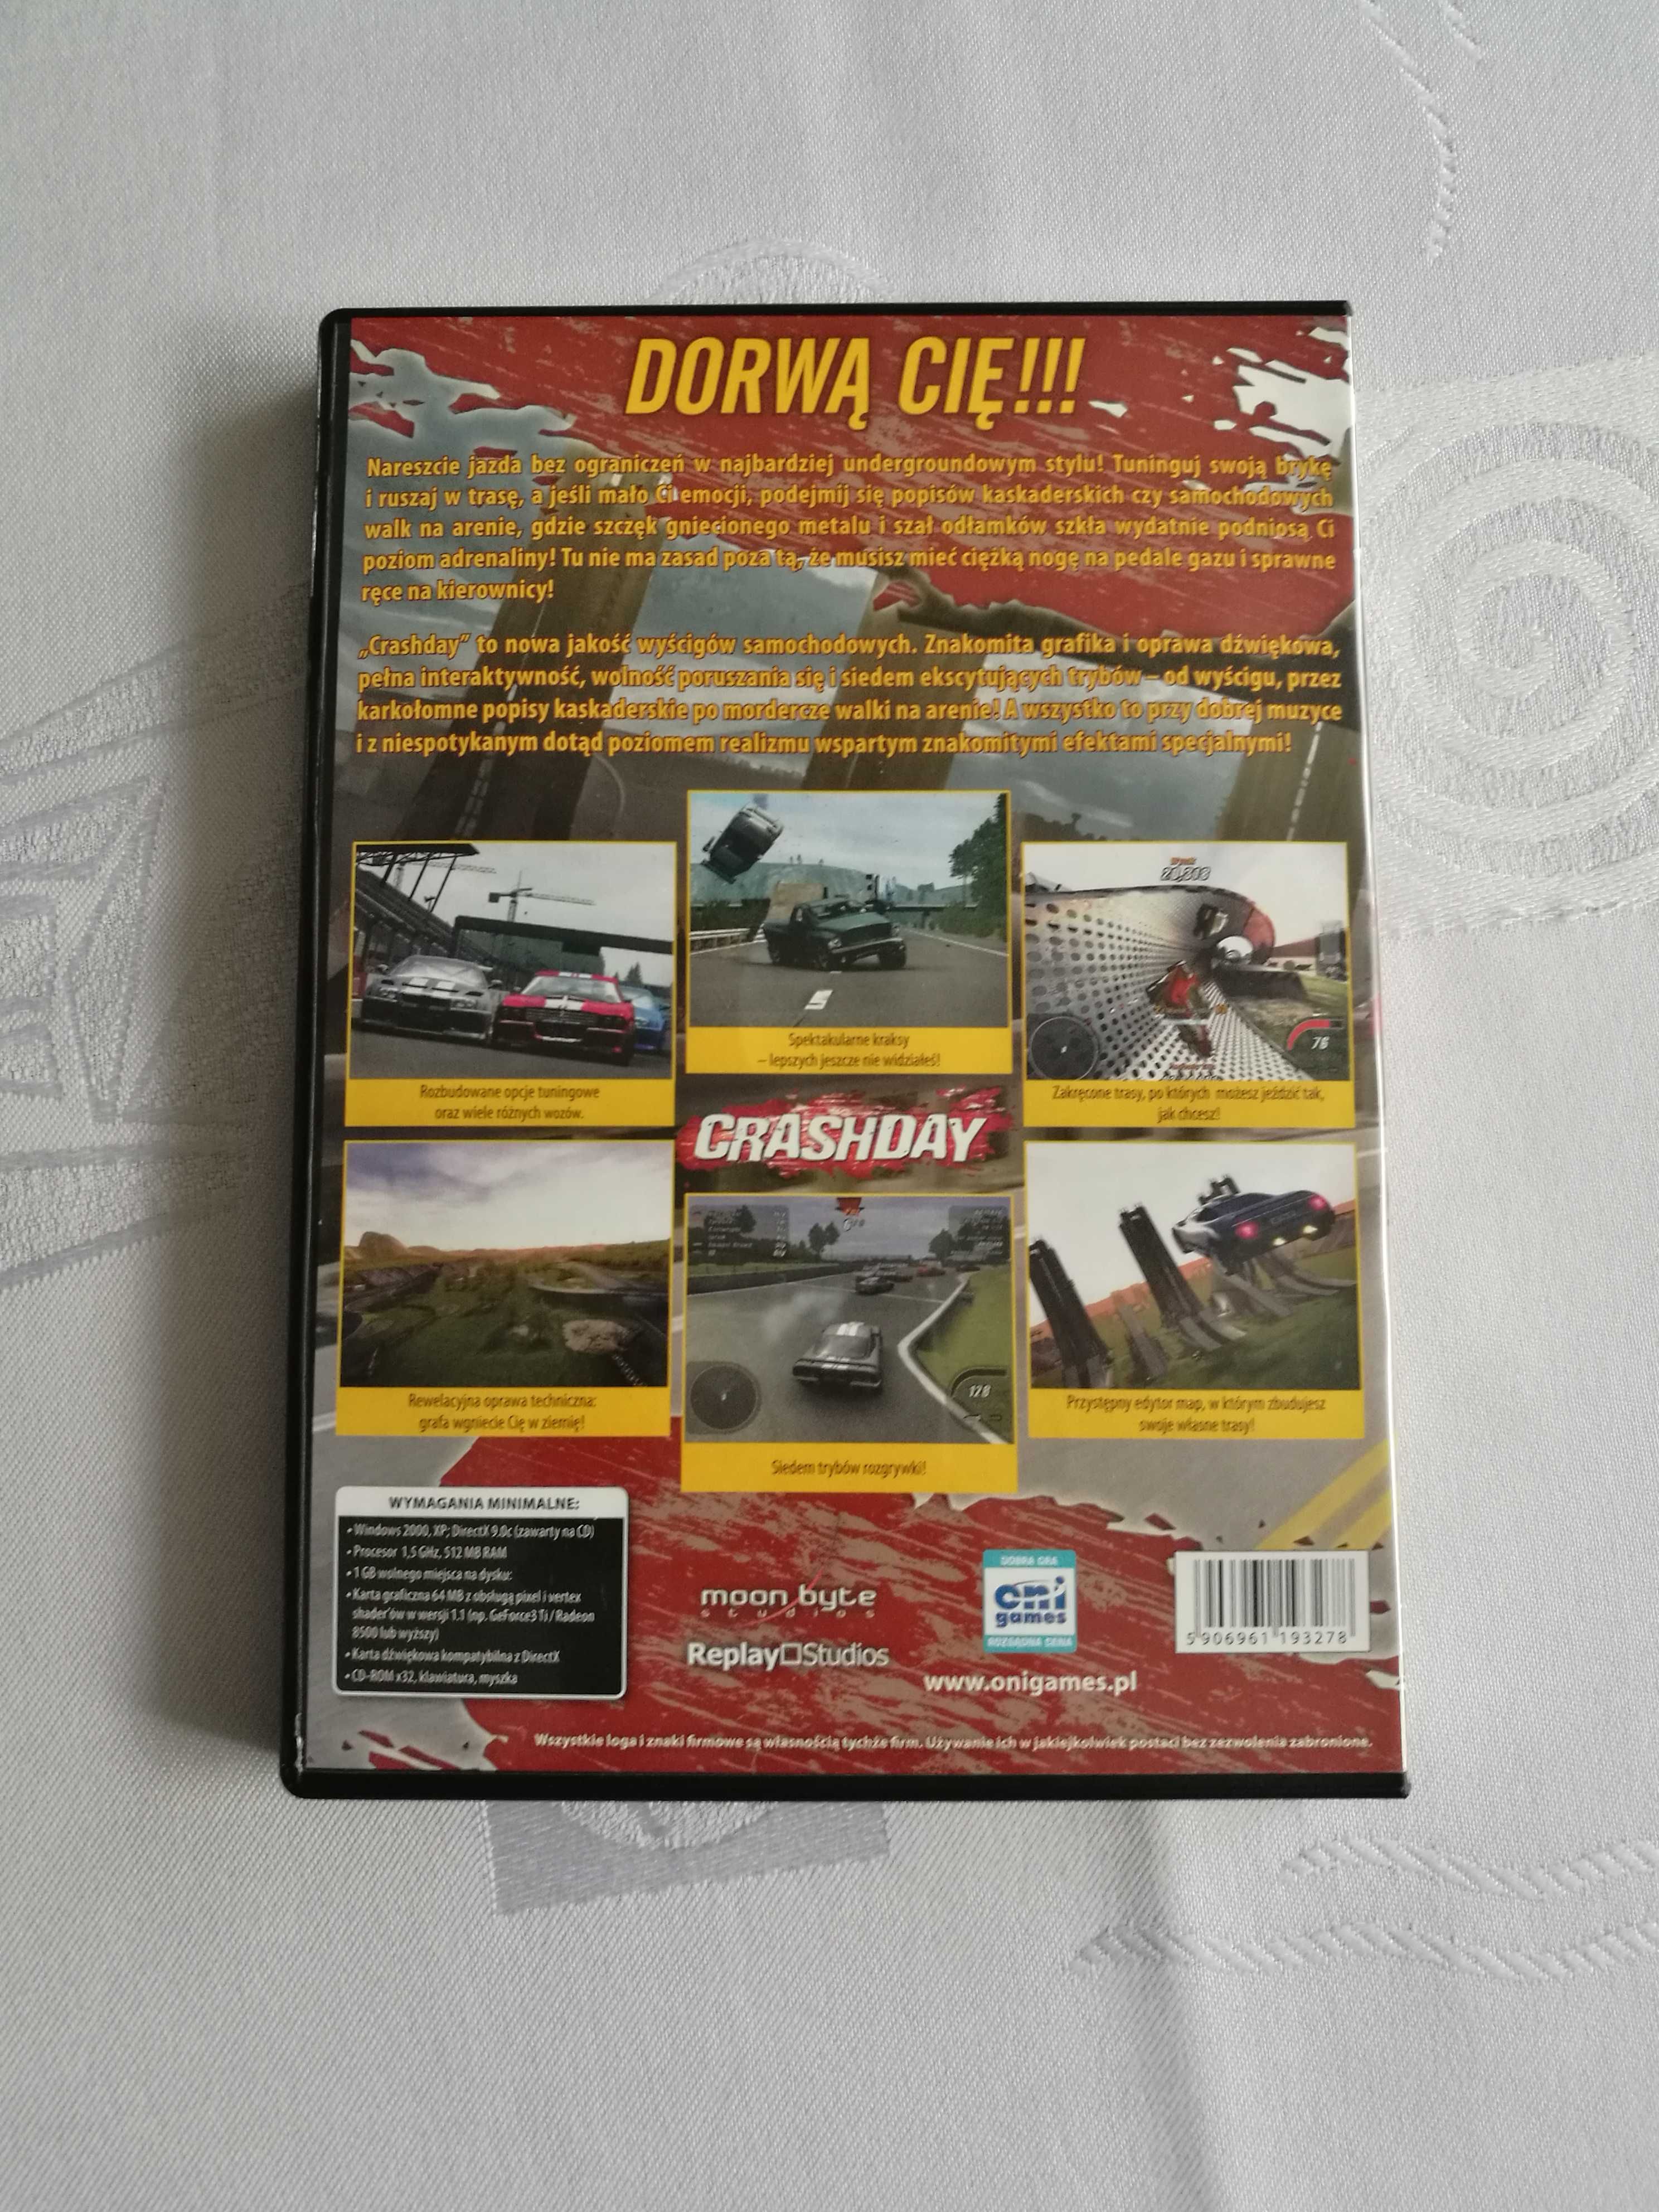 DORWĄ CIĘ!!!
Nareszcie jazda bez ograniczeń w najbardziej undergroundowym stylu! Tuninguj swoją brykę
i ruszaj w trasę, a jeśli mało Ci emocji, podejmij się popisów kaskaderskich czy samochodowych
walk na arenie, gdzie szczęk gniecionego metalu i szał odłamków szkła wydatnie podniosą Ci
poziom adrenaliny! Tu nie ma zasad poza tą, że musisz mieć ciężką nogę na pedale gazu i sprawne
ręce na kierownicy!
„Crashday” to nowa jakość wyścigów samochodowych. Znakomita grafika i oprawa dźwiękowa,
pełna interaktywność, wolność poruszania się i siedem ekscytujących trybów – od wyścigu, przez
karkołomne popisy kaskaderskie po mordercze walki na arenie! A wszystko to przy dobrej muzyce
i z niespotykanym dotąd poziomem realizmu wspartym znakomitymi efektami specjalnymi!
Rozbudowane opcje tuningowe
oraz wiele różnych wozów.
Spektakularne kraksy
– lepszych jeszcze nie widziałeś!
76
Zakręcone trasy, po których możesz jeździć tak,
jak chcesz!
CRASHDAY
Rewelacyjna oprawa techniczna:
grafa wgniecie Cię w ziemię!
128
Siedem trybów rozgrywki!
Przystępny edytor map, w którym zbudujesz
swoje własne trasy!
WYMAGANIA MINIMALNE:
• Windows 2000, XP; DirectX 9.0c (zawarty na CD)
• Procesor 1,5 GHz, 512 MB RAM
• 1 GB wolnego miejsca na dysku:
• Karta graficzna 64 MB z obsługą pixel i vertex
shader'ów w wersji 1.1 (np. GeForce3 Ti / Radeon
8500 lub wyższy)
• Karta dźwiękowa kompatybilna z DirectX
• CD-ROM x32, klawiatura, myszka
moon byte
studios
Replay Studios
DOBRA GRA
oni
games
ROZSĄDNA CENA
www.onigames.pl
5 906961 193278
Wszystkie loga i znaki firmowe są własnością tychże firm. Używanie ich w jakiejkolwiek postaci bez zezwolenia zabronione.